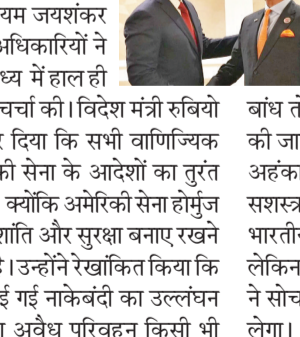 यम जयशंकर
अधिकारियों ने
ध्य में हाल ही
चर्चा की। विदेश मंत्री रुबियो
दिया कि सभी वाणिज्यिक
की सेना के आदेशों का तुरंत
क्योंकि अमेरिकी सेना होर्मुज
शांति और सुरक्षा बनाए रखने
है। उन्होंने रेखांकित किया कि
ई गई नाकेबंदी का उल्लंघन
अवैध परिवहन किसी भी
बांध तो
की जा
अहंका
सशस्त्र
भारतीय
लेकिन
ने सोच
लेगा।